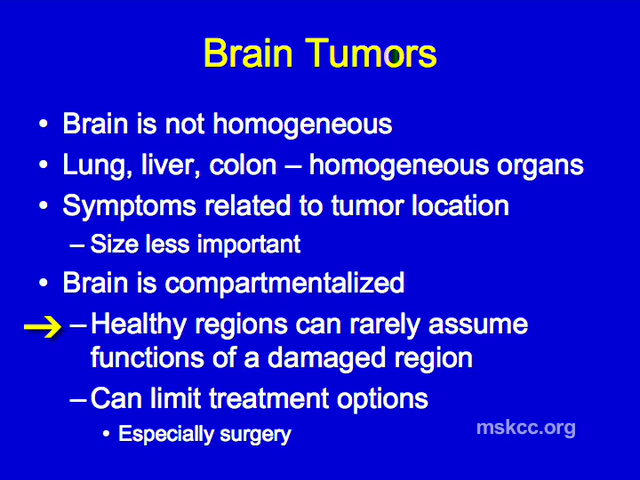 Brain Tumors
• Brain is not homogeneous
• Lung, liver, colon – homogeneous organs
• Symptoms related to tumor location
– Size less important
• Brain is compartmentalized
– Healthy regions can rarely assume
functions of a damaged region
– Can limit treatment options
• Especially surgery
mskcc.org